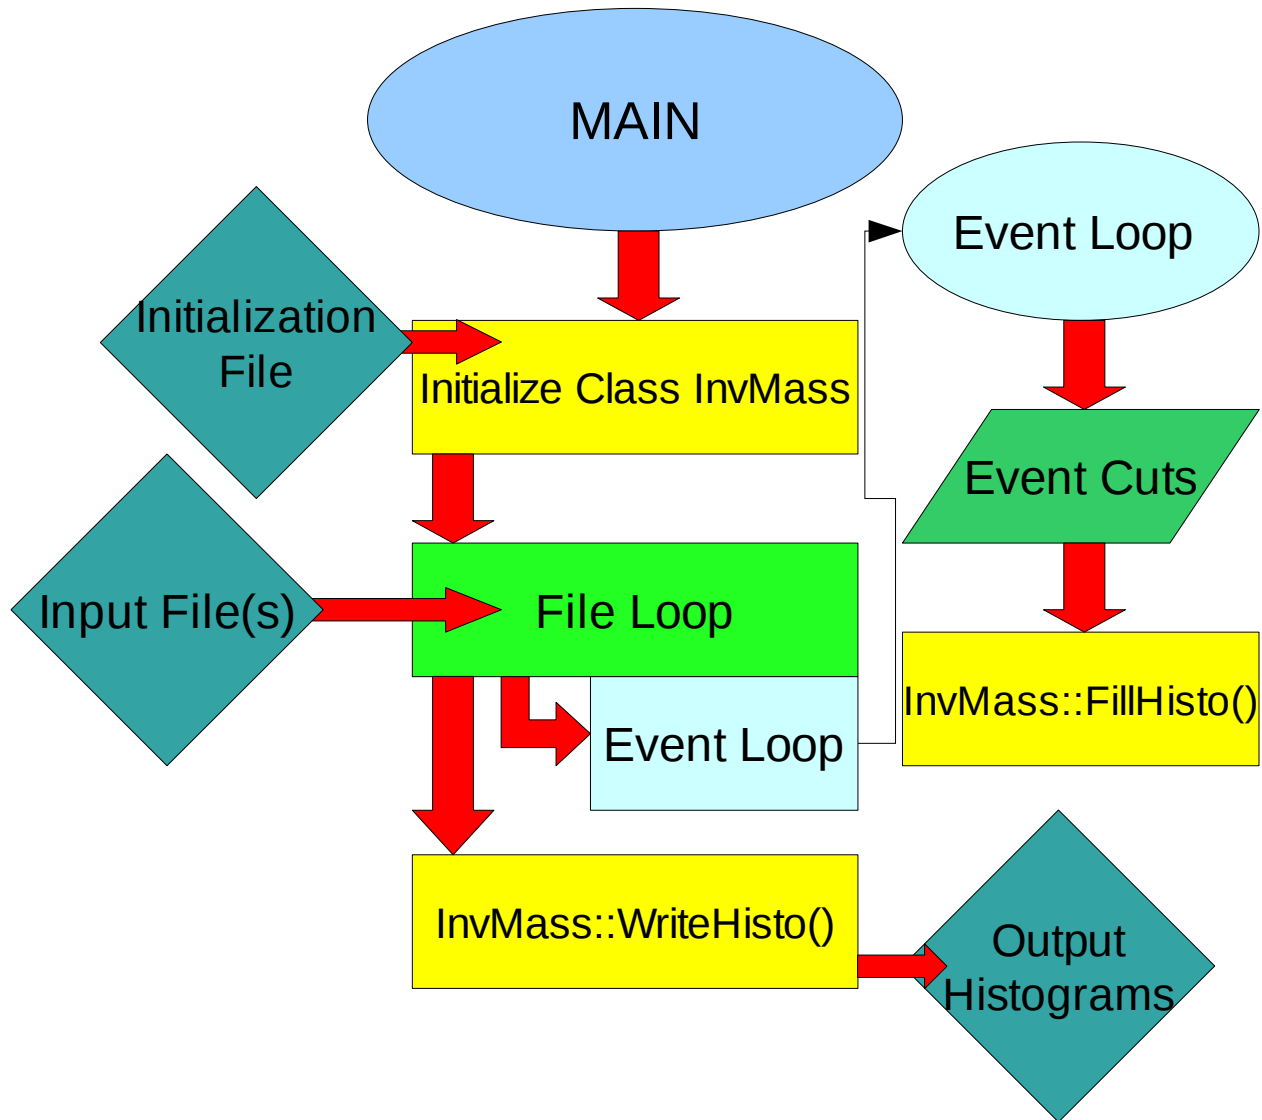 MAIN
Event Loop
Initialization
File
Initialize Class InvMass
Event Cuts
Input File(s)
File Loop
InvMass::FillHisto()
Event Loop
InvMass::WriteHisto()
Output
Histograms